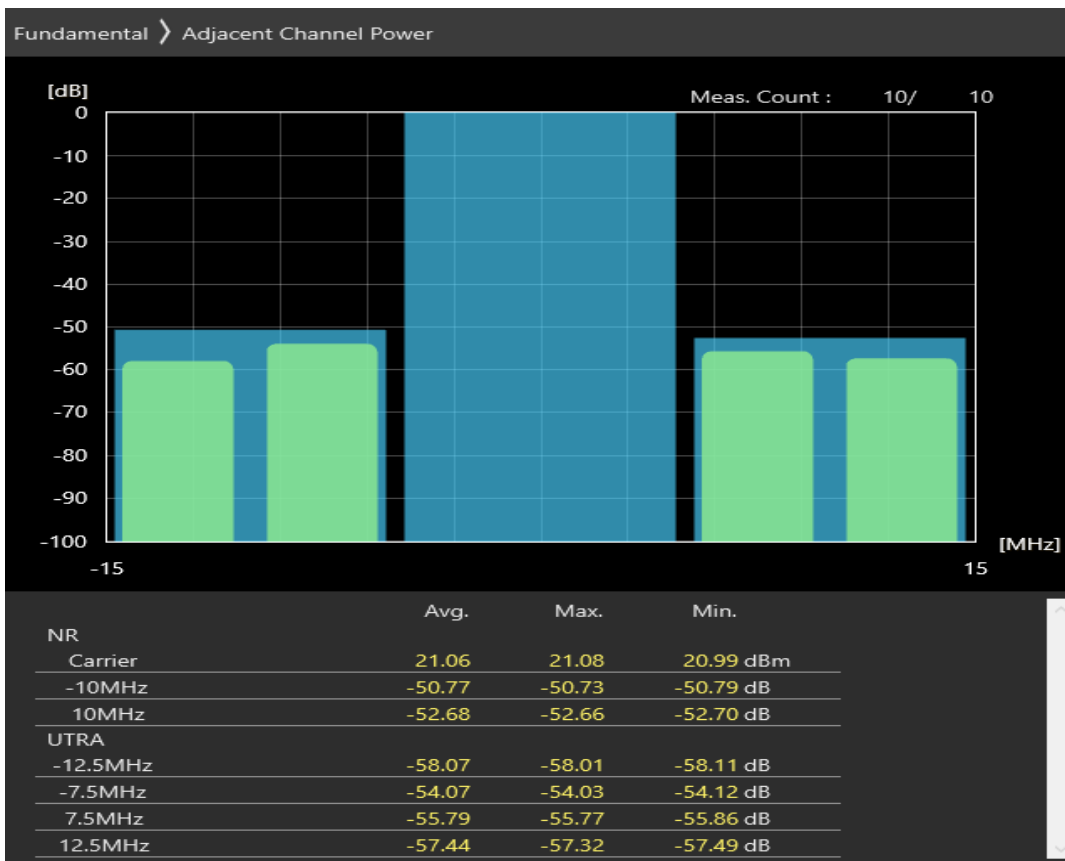 Fundamental 〉 Adjacent Channel Power
[dB]
Meas. Count : 10/ 10
0
-10
-20
-30
-40
-50
-60
-70
-80
-90
-100
[MHz]
-15 15
Avg. Max. Min.
NR
Carrier 21.06 21.08 20.99 dBm
-10MHz -50.77 -50.73 -50.79 dB
10MHz -52.68 -52.66 -52.70 dB
UTRA
-12.5MHz -58.07 -58.01 -58.11 dB
-7.5MHz -54.07 -54.03 -54.12 dB
7.5MHz -55.79 -55.77 -55.86 dB
12.5MHz -57.44 -57.32 -57.49 dB